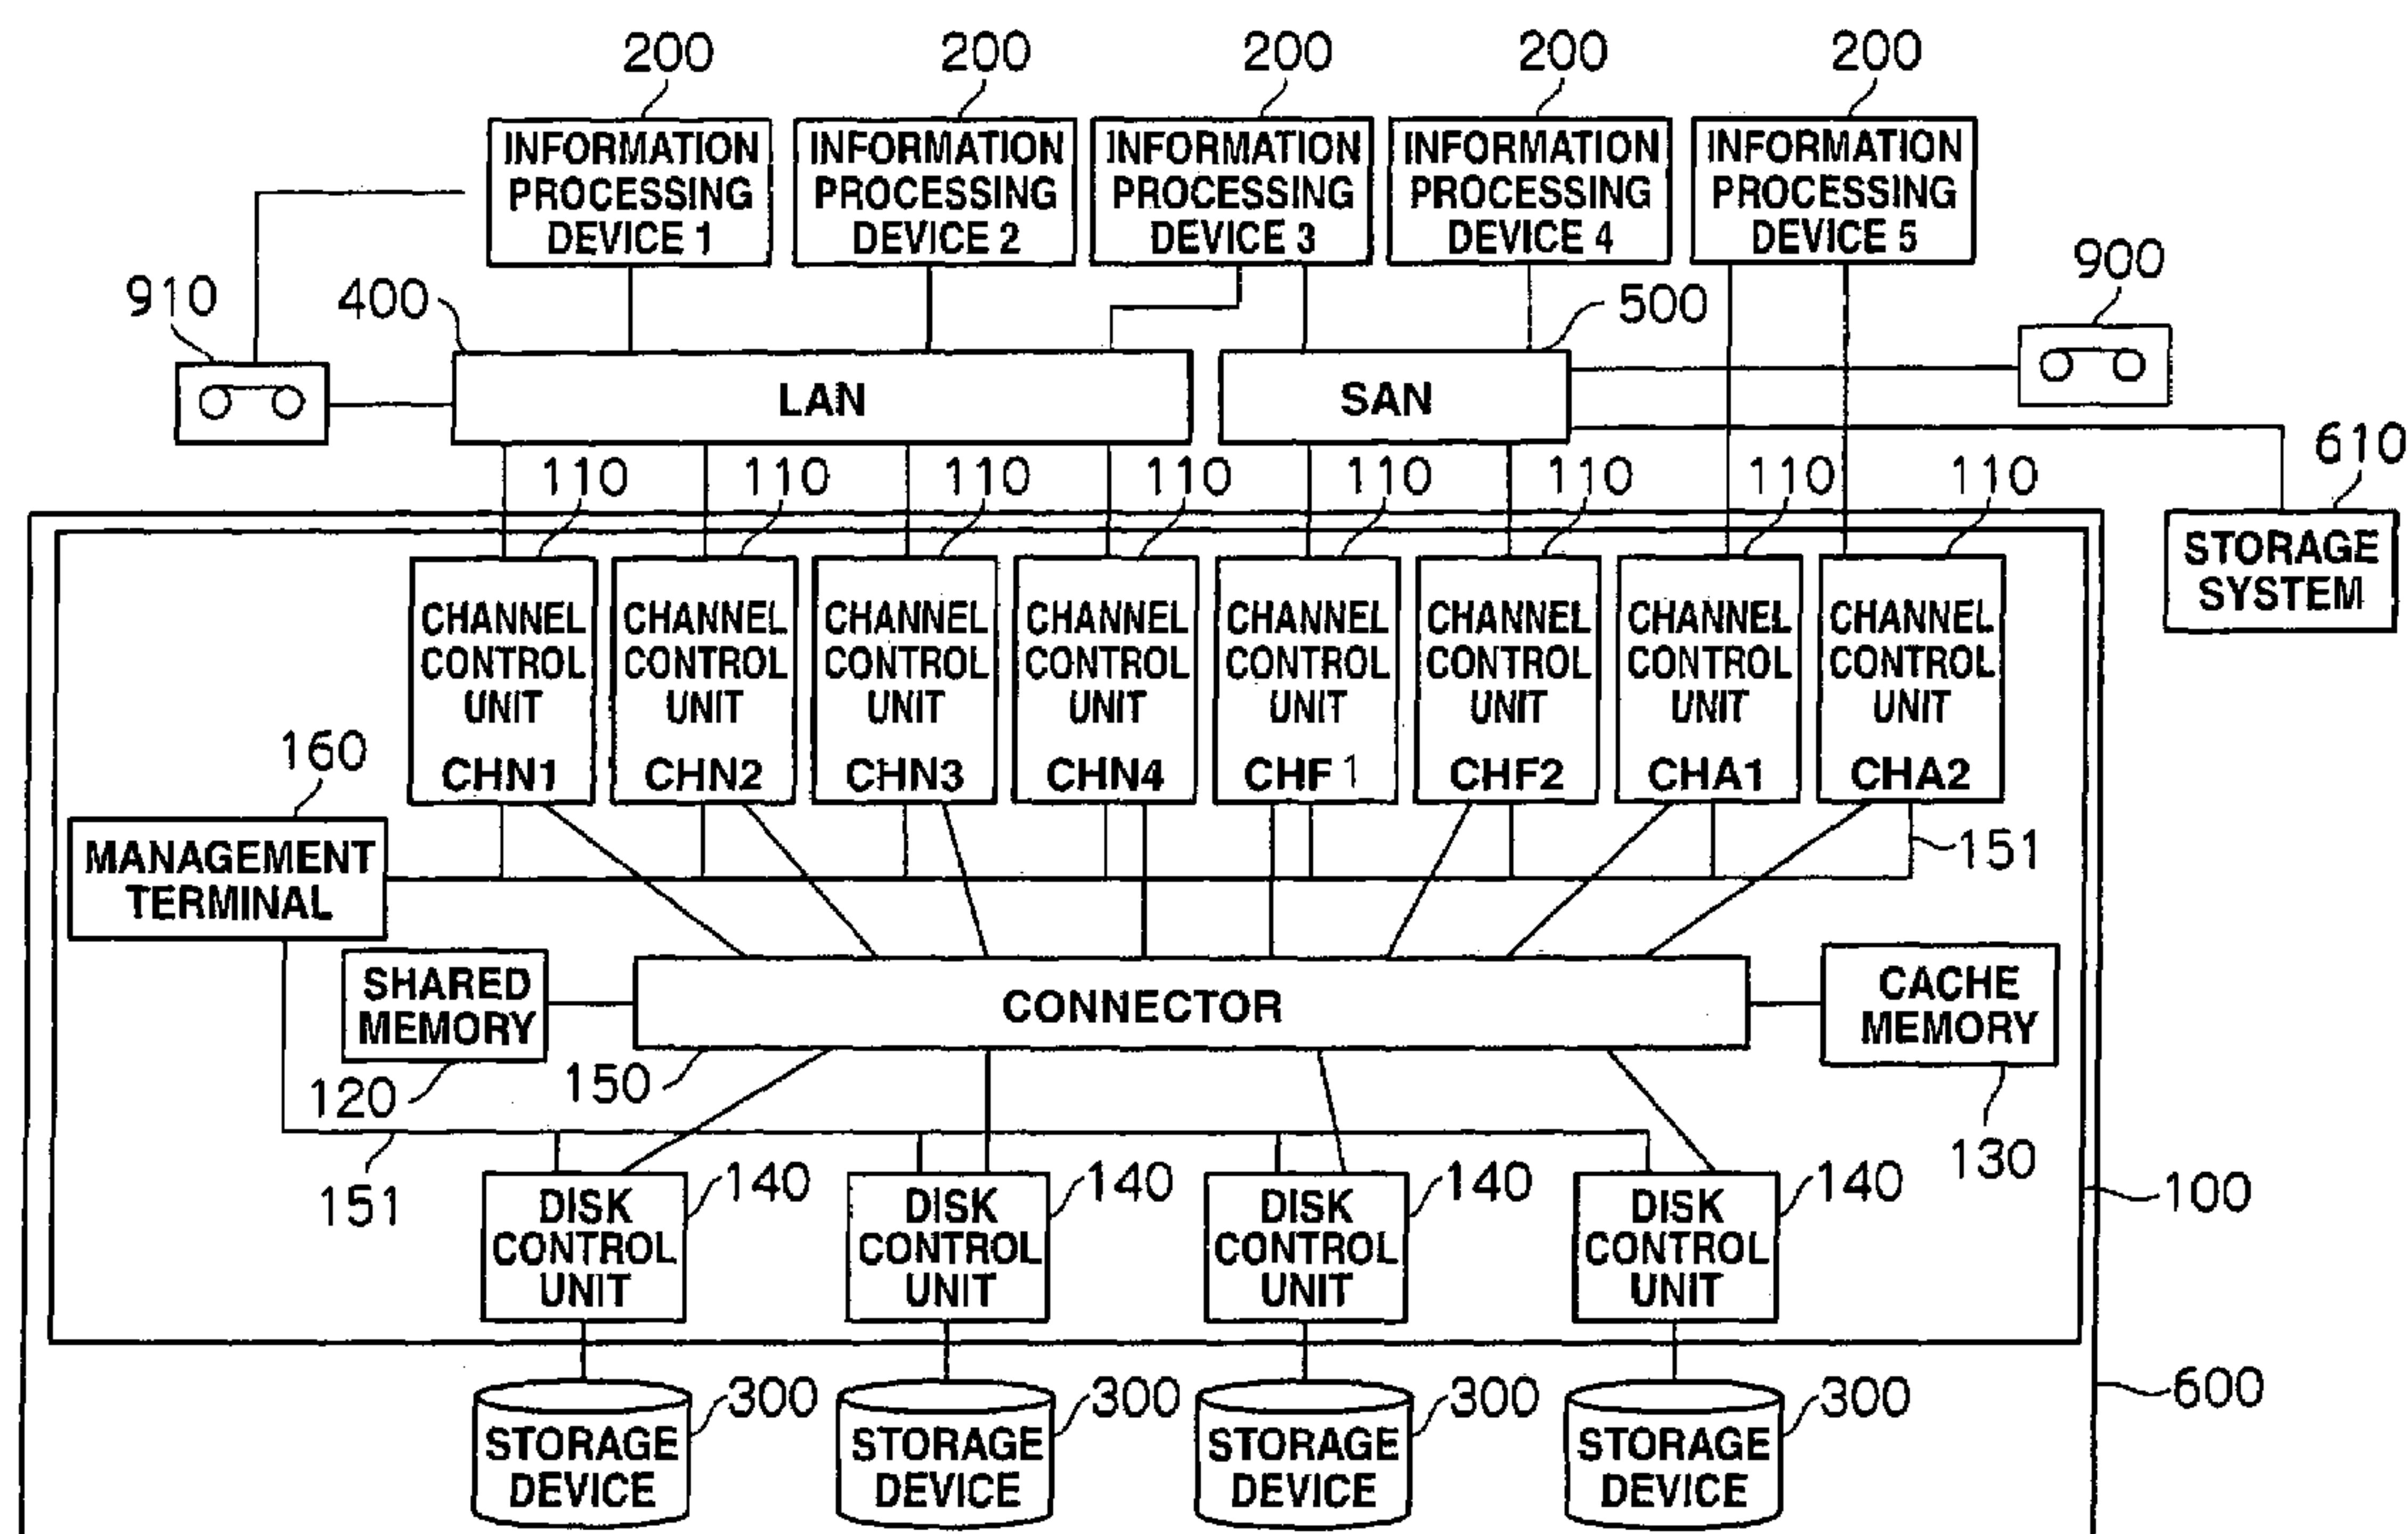 200 200 200 200 200
INFORMATION PROCESSING DEVICE 1
INFORMATION PROCESSING DEVICE 2
INFORMATION PROCESSING DEVICE 3
INFORMATION PROCESSING DEVICE 4
INFORMATION PROCESSING DEVICE 5
910
400
500
900
LAN
SAN
610
STORAGE
SYSTEM
110 110 110 110 110 110 110 110
CHANNEL CONTROL UNIT CHN1
CHANNEL CONTROL UNIT CHN2
CHANNEL CONTROL UNIT CHN3
CHANNEL CONTROL UNIT CHN4
CHANNEL CONTROL UNIT CHF1
CHANNEL CONTROL UNIT CHF2
CHANNEL CONTROL UNIT CHA1
CHANNEL CONTROL UNIT CHA2
160
MANAGEMENT
TERMINAL
151
SHARED
MEMORY
CONNECTOR
CACHE
MEMORY
120
150
130
151
140 140 140 140
DISK CONTROL UNIT
DISK CONTROL UNIT
DISK CONTROL UNIT
DISK CONTROL UNIT
100
300 300 300 300
600
STORAGE DEVICE
STORAGE DEVICE
STORAGE DEVICE
STORAGE DEVICE